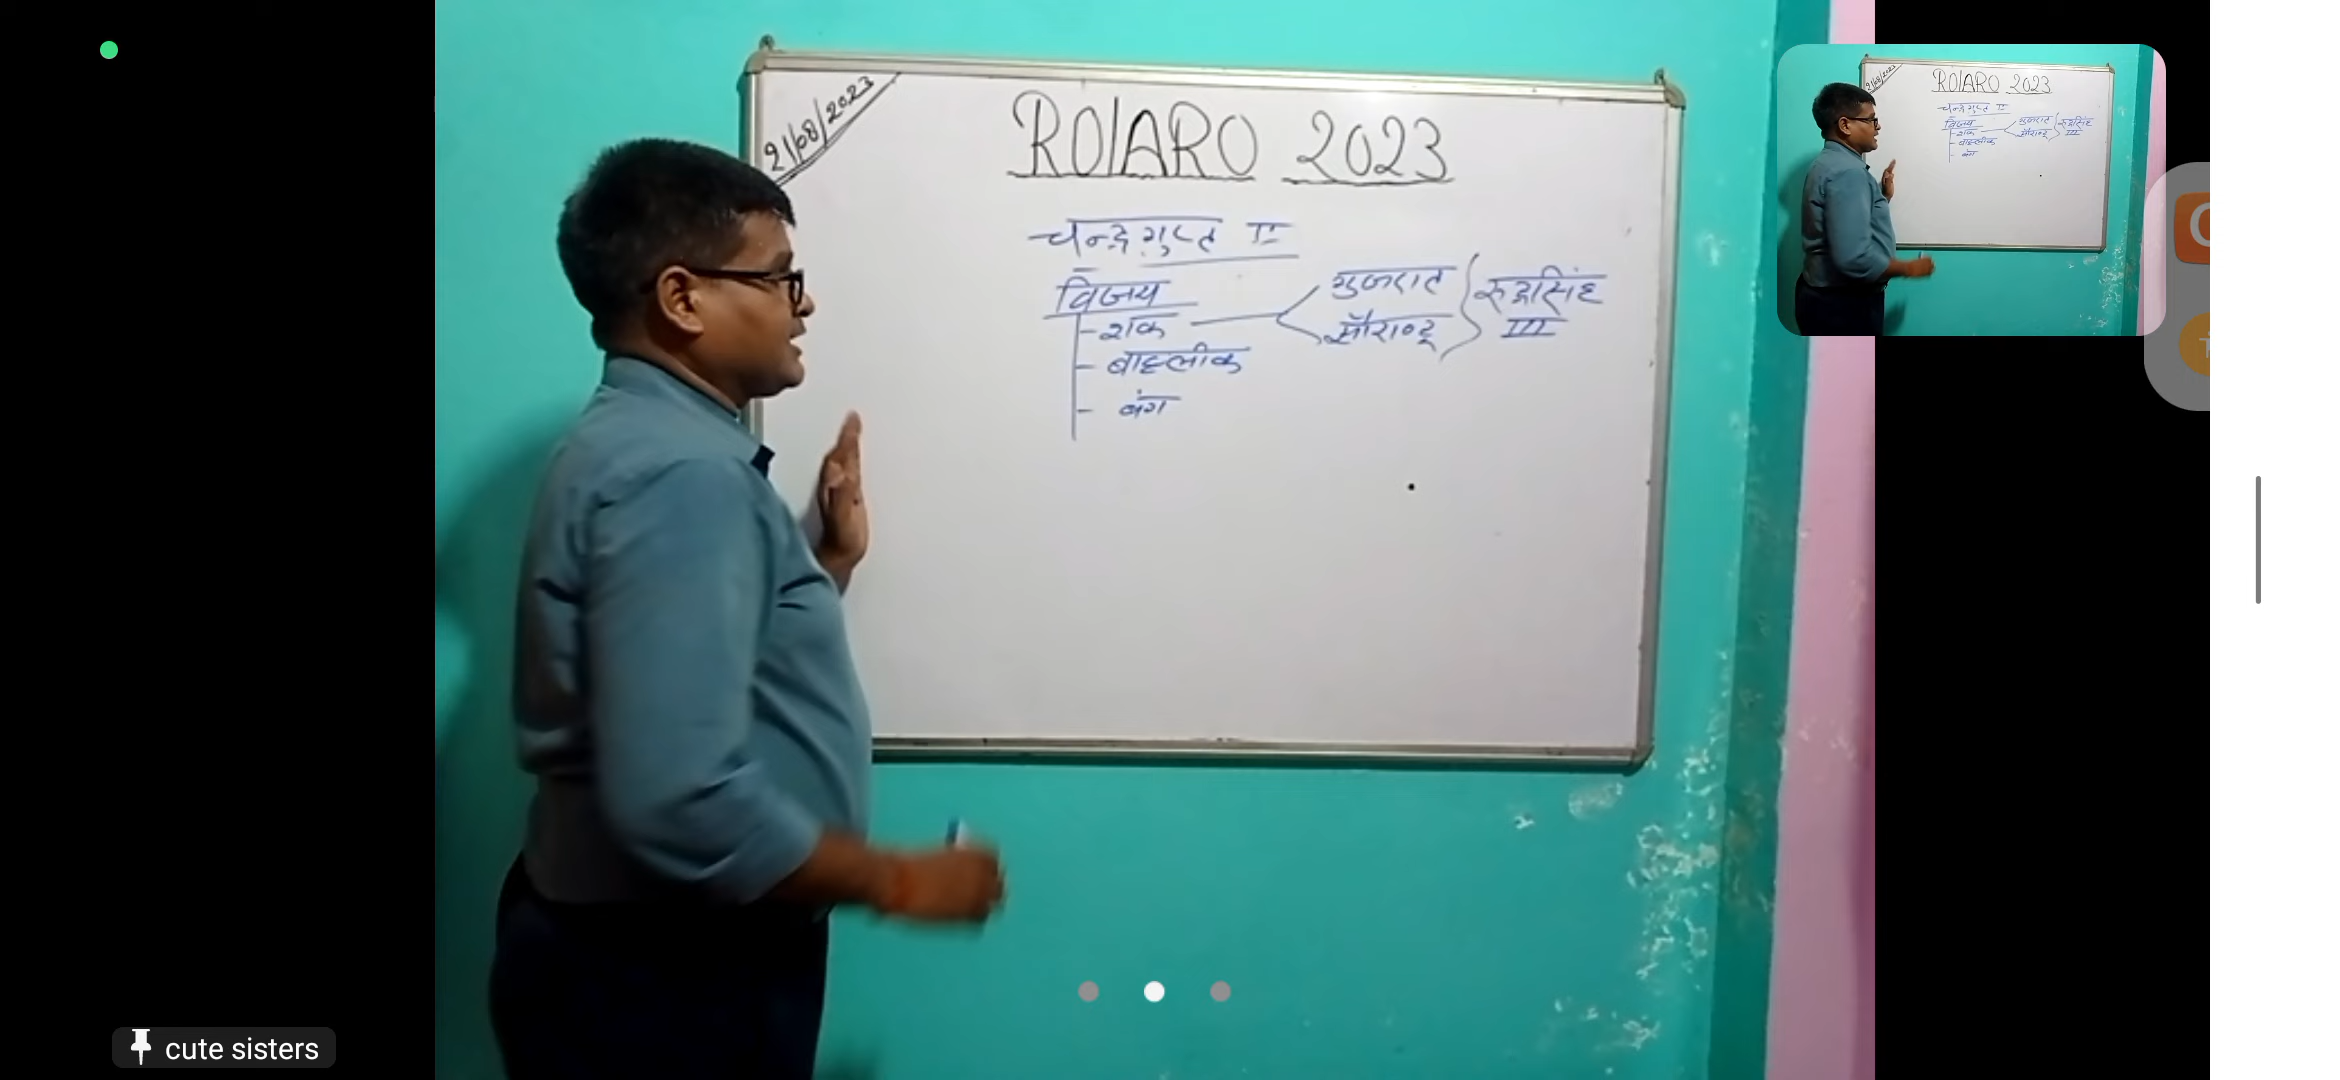 21/08/2023
RO/ARO 2023
चन्द्रगुप्त II
विजय
- शक
गुजरात
सौराष्ट्र
रुद्रसिंह
III
- बाह्लीक
- बंग
cute sisters